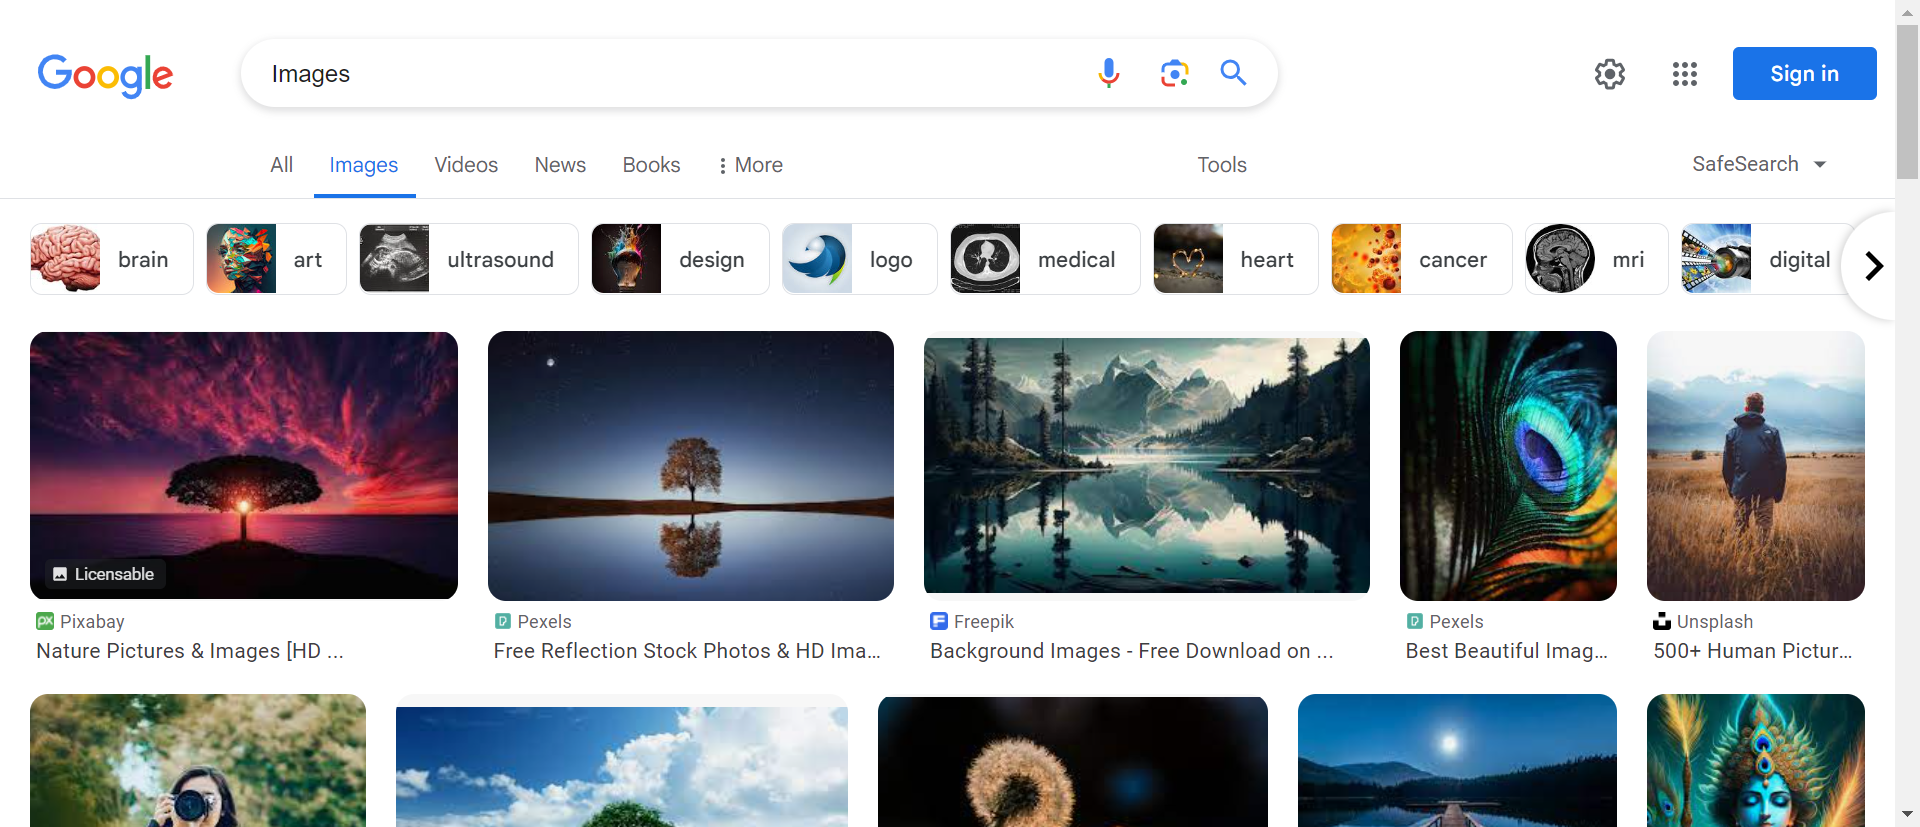 Google
Images
Sign in
All
Images
Videos
News
Books
More
Tools
SafeSearch
brain
art
ultrasound
design
logo
medical
heart
cancer
mri
digital
Licensable
Pixabay
Nature Pictures & Images [HD ...
Pexels
Free Reflection Stock Photos & HD Ima...
Freepik
Background Images - Free Download on ...
Pexels
Best Beautiful Imag...
Unsplash
500+ Human Pictur...